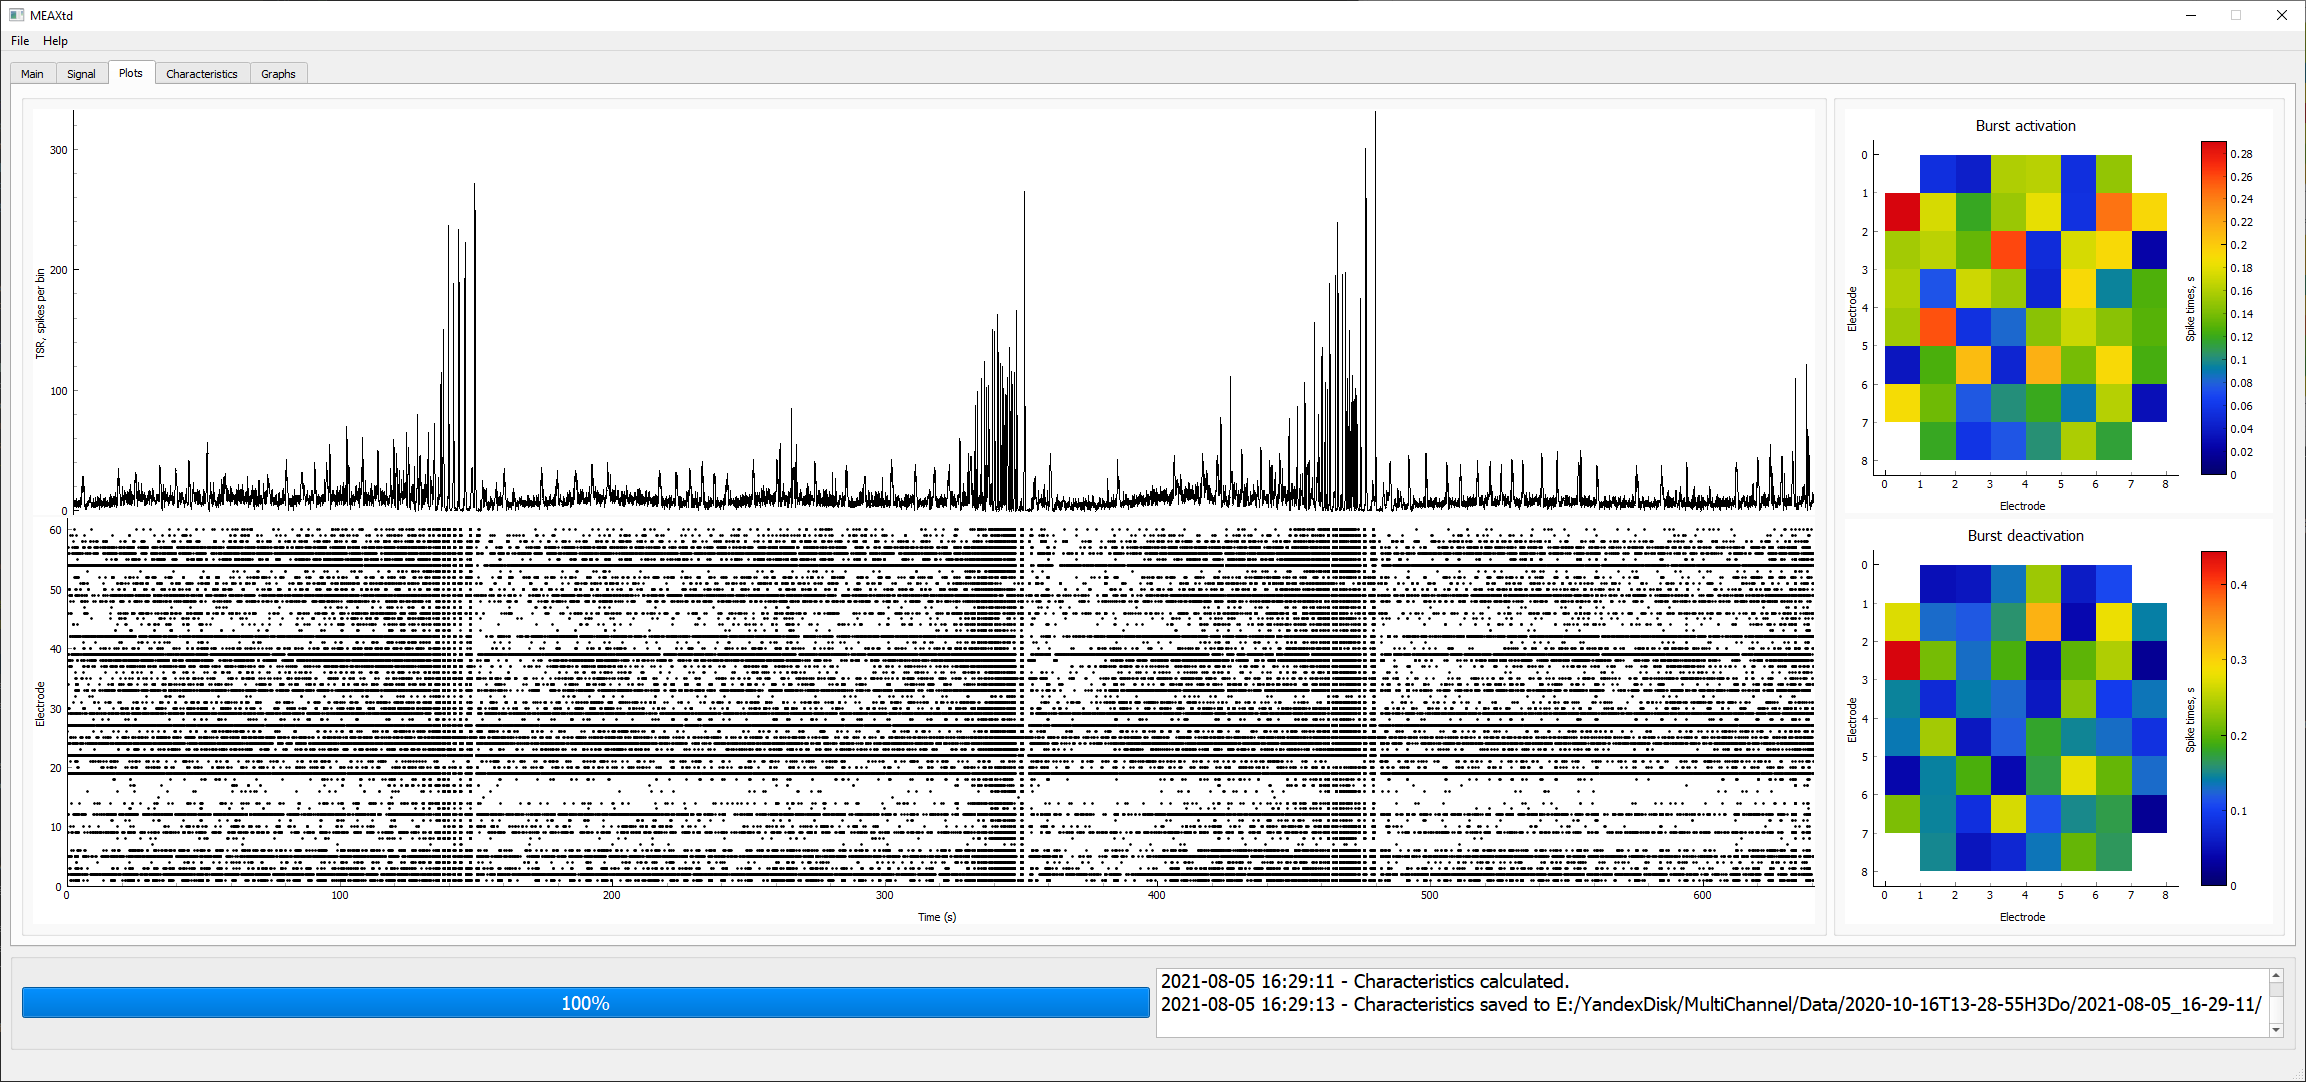 MEAXtd
File Help
Main Signal Plots Characteristics Graphs
300
200
100
0
TSR, spikes per bin
60
50
40
30
20
10
0
Electrode
0 100 200 300 400 500 600
Time (s)
Burst activation
0
1
2
3
4
5
6
7
8
Electrode
0 1 2 3 4 5 6 7 8
Electrode
0.28
0.26
0.24
0.22
0.2
0.18
0.16
0.14
0.12
0.1
0.08
0.06
0.04
0.02
0
Spike times, s
Burst deactivation
0
1
2
3
4
5
6
7
8
Electrode
0 1 2 3 4 5 6 7 8
Electrode
0.4
0.3
0.2
0.1
0
Spike times, s
100%
2021-08-05 16:29:11 - Characteristics calculated.
2021-08-05 16:29:13 - Characteristics saved to E:/YandexDisk/MultiChannel/Data/2020-10-16T13-28-55H3Do/2021-08-05_16-29-11/